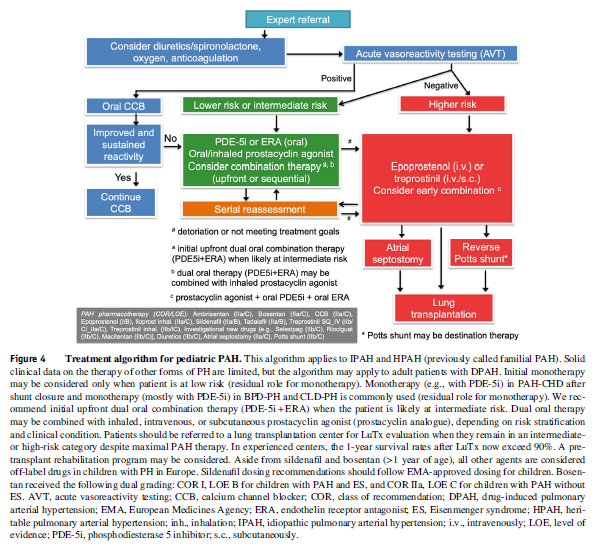 Expert referral
Consider diuretics/spironolactone,
oxygen, anticoagulation
Acute vasoreactivity testing (AVT)
Positive
Negative
Oral CCB
Lower risk or intermediate risk
Higher risk
Improved and
sustained
reactivity
No
PDE-5i or ERA (oral)
Oral/inhaled prostacyclin agonist
Consider combination therapy a, b
(upfront or sequential)
#
Epoprostenol (i.v.) or
treprostinil (i.v./s.c.)
Consider early combination c
Yes
Continue
CCB
Serial reassessment
#
# detoriation or not meeting treatment goals
a initial upfront dual oral combination therapy
(PDE5i+ERA) when likely at intermediate risk
b dual oral therapy (PDE5i+ERA) may be
combined with inhaled prostacyclin agonist
c prostacyclin agonist + oral PDE5i + oral ERA
Atrial
septostomy
Reverse
Potts shunt*
Lung
transplantation
* Potts shunt may be destination therapy
PAH pharmacotherapy (COR/LOE): Ambrisentan (IIa/C), Bosentan (IIa/C), CCB (IIa/C),
Epoprostenol (I/B), Iloprost inhal. (IIb/C), Sildenafil (IIa/B), Tadalafil (IIa/B), Treprostinil SQ_IV (IIb/
C/_IIa/C), Treprostinil inhal. (IIb/C), Investigational new drugs [e.g., Selexipag (IIb/C), Riociguat
(IIb/C), Macitentan (IIb/C)], Diuretics (Ib/C), Atrial septostomy (IIa/C), Potts shunt (IIb/C)
Figure 4 Treatment algorithm for pediatric PAH. This algorithm applies to IPAH and HPAH (previously called familial PAH). Solid
clinical data on the therapy of other forms of PH are limited, but the algorithm may apply to adult patients with DPAH. Initial monotherapy
may be considered only when patient is at low risk (residual role for monotherapy). Monotherapy (e.g., with PDE-5i) in PAH-CHD after
shunt closure and monotherapy (mostly with PDE-5i) in BPD-PH and CLD-PH is commonly used (residual role for monotherapy). We rec-
ommend initial upfront dual oral combination therapy (PDE-5i + ERA) when the patient is likely at intermediate risk. Dual oral therapy
may be combined with inhaled, intravenous, or subcutaneous prostacyclin agonist (prostacyclin analogue), depending on risk stratification
and clinical condition. Patients should be referred to a lung transplantation center for LuTx evaluation when they remain in an intermediate-
or high-risk category despite maximal PAH therapy. In experienced centers, the 1-year survival rates after LuTx now exceed 90%. A pre-
transplant rehabilitation program may be considered. Aside from sildenafil and bosentan (>1 year of age), all other agents are considered
off-label drugs in children with PH in Europe. Sildenafil dosing recommendations should follow EMA-approved dosing for children. Bosen-
tan received the following dual grading: COR I, LOE B for children with PAH and ES, and COR IIa, LOE C for children with PAH without
ES. AVT, acute vasoreactivity testing; CCB, calcium channel blocker; COR, class of recommendation; DPAH, drug-induced pulmonary
arterial hypertension; EMA, European Medicines Agency; ERA, endothelin receptor antagonist; ES, Eisenmenger syndrome; HPAH, heri-
table pulmonary arterial hypertension; inh., inhalation; IPAH, idiopathic pulmonary arterial hypertension; i.v., intravenously; LOE, level of
evidence; PDE-5i, phosphodiesterase 5 inhibitor; s.c., subcutaneously.